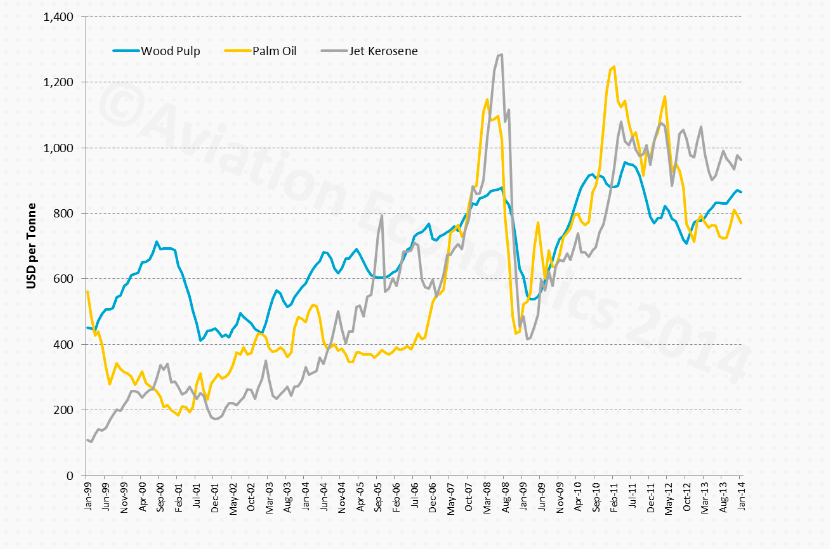 1,400
Wood Pulp Palm Oil Jet Kerosene
1,200
1,000
800
600
400
200
0
USD per Tonne
Jan-99 Jun-99 Nov-99 Apr-00 Sep-00 Feb-01 Jul-01 Dec-01 May-02 Oct-02 Mar-03 Aug-03 Jan-04 Jun-04 Nov-04 Apr-05 Sep-05 Feb-06 Jul-06 Dec-06 May-07 Oct-07 Mar-08 Aug-08 Jan-09 Jun-09 Nov-09 Apr-10 Sep-10 Feb-11 Jul-11 Dec-11 May-12 Oct-12 Mar-13 Aug-13 Jan-14